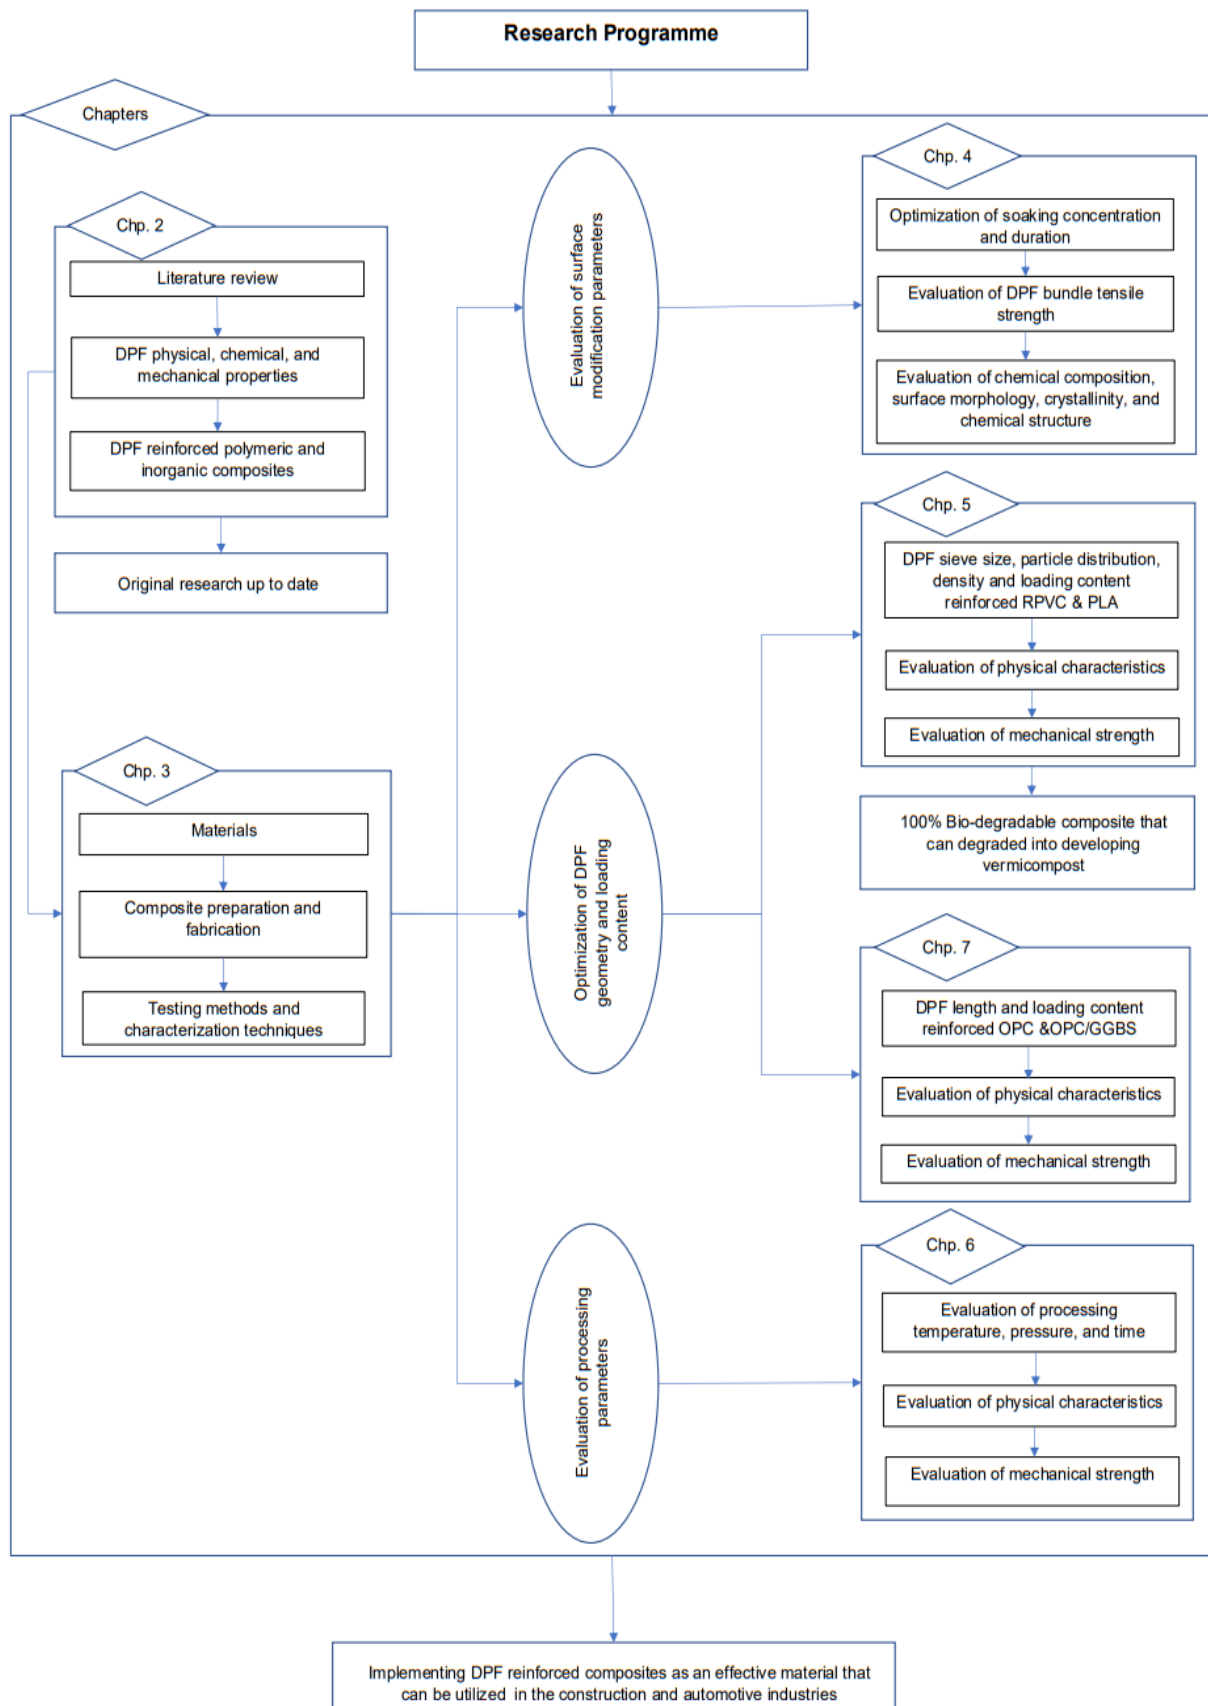 Research Programme
Chapters
Chp. 2
Literature review
DPF physical, chemical, and
mechanical properties
DPF reinforced polymeric and
inorganic composites
Original research up to date
Chp. 3
Materials
Composite preparation and
fabrication
Testing methods and
characterization techniques
Evaluation of surface
modification parameters
Optimization of DPF
geometry and loading
content
Evaluation of processing
parameters
Chp. 4
Optimization of soaking concentration
and duration
Evaluation of DPF bundle tensile
strength
Evaluation of chemical composition,
surface morphology, crystallinity, and
chemical structure
Chp. 5
DPF sieve size, particle distribution,
density and loading content
reinforced RPVC & PLA
Evaluation of physical characteristics
Evaluation of mechanical strength
100% Bio-degradable composite that
can degraded into developing
vermicompost
Chp. 7
DPF length and loading content
reinforced OPC &OPC/GGBS
Evaluation of physical characteristics
Evaluation of mechanical strength
Chp. 6
Evaluation of processing
temperature, pressure, and time
Evaluation of physical characteristics
Evaluation of mechanical strength
Implementing DPF reinforced composites as an effective material that
can be utilized in the construction and automotive industries